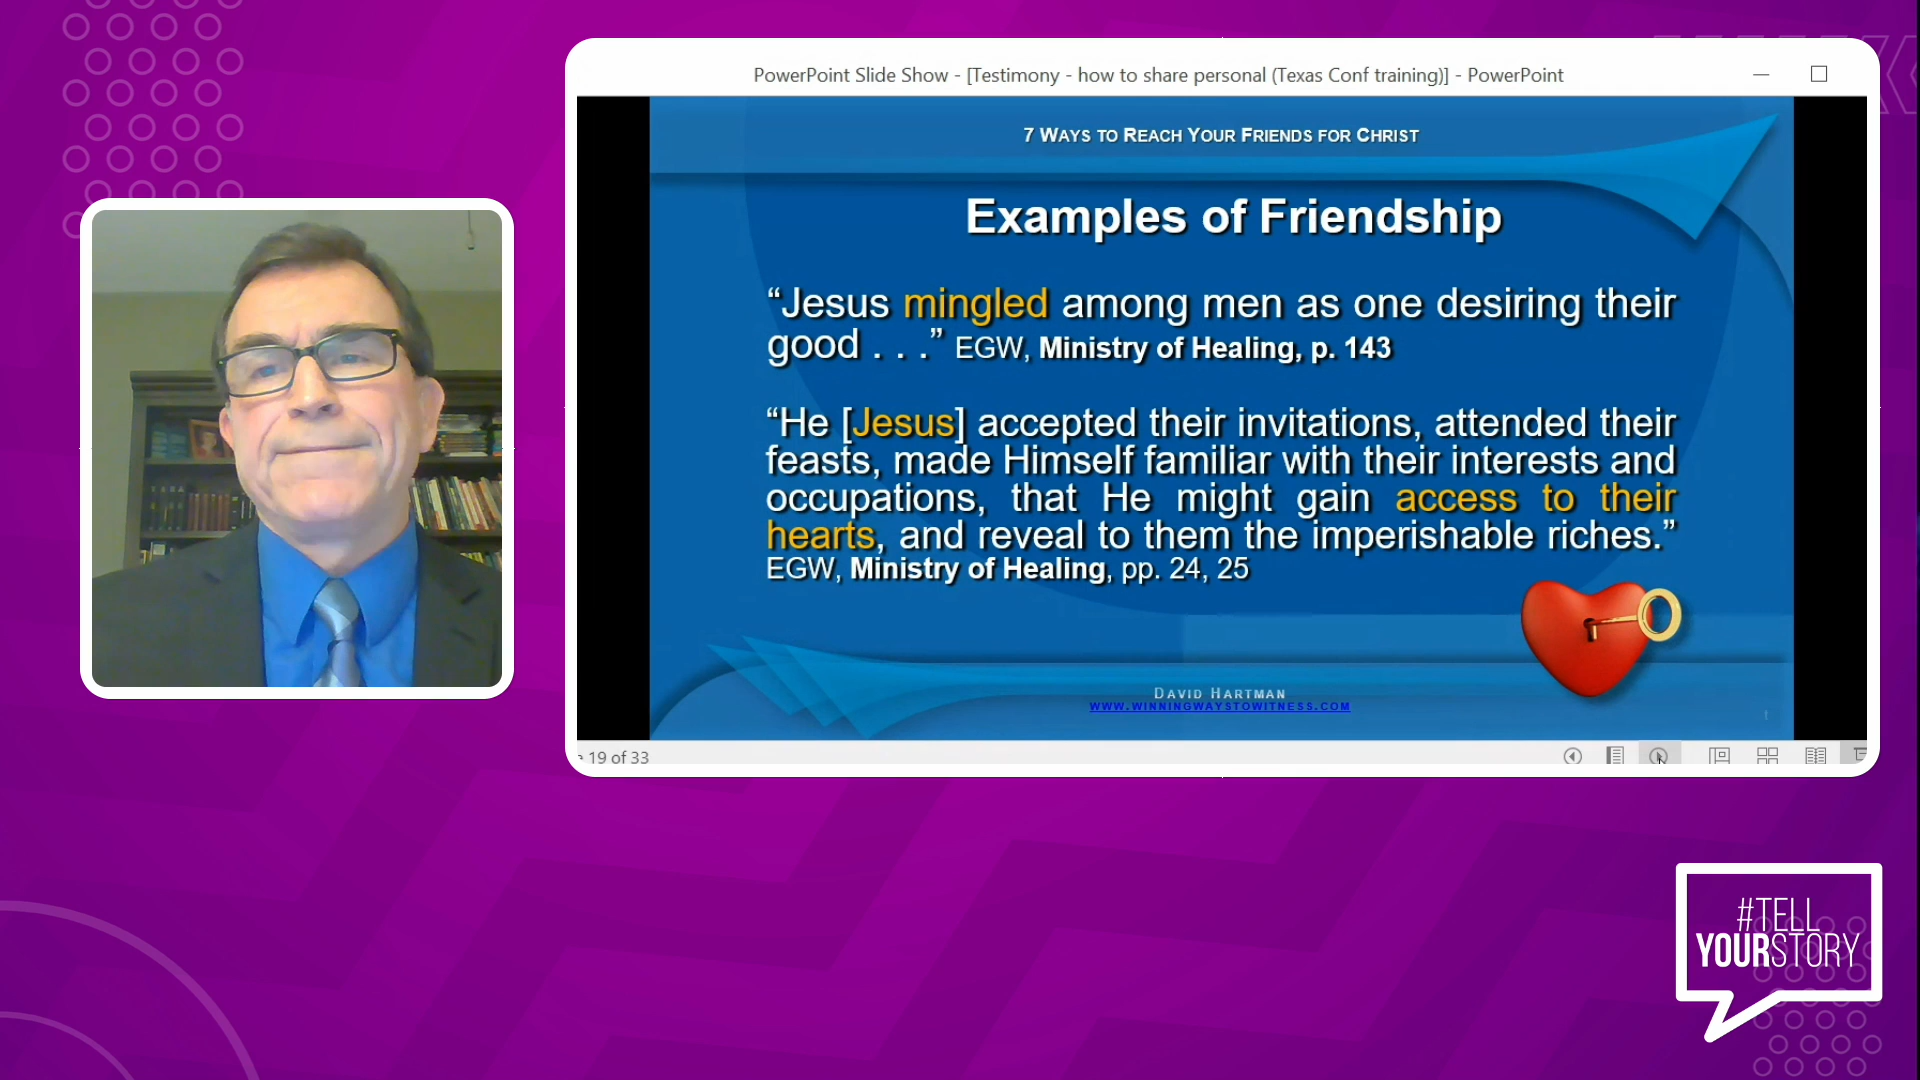 PowerPoint Slide Show - [Testimony - how to share personal (Texas Conf training)] - PowerPoint
7 WAYS TO REACH YOUR FRIENDS FOR CHRIST
Examples of Friendship
“Jesus mingled among men as one desiring their
good . . .” EGW, Ministry of Healing, p. 143
“He [Jesus] accepted their invitations, attended their
feasts, made Himself familiar with their interests and
occupations, that He might gain access to their
hearts, and reveal to them the imperishable riches.”
EGW, Ministry of Healing, pp. 24, 25
DAVID HARTMAN
WWW.WINNINGWAYSTOWITNESS.COM
19 of 33
#TELL
YOURSTORY